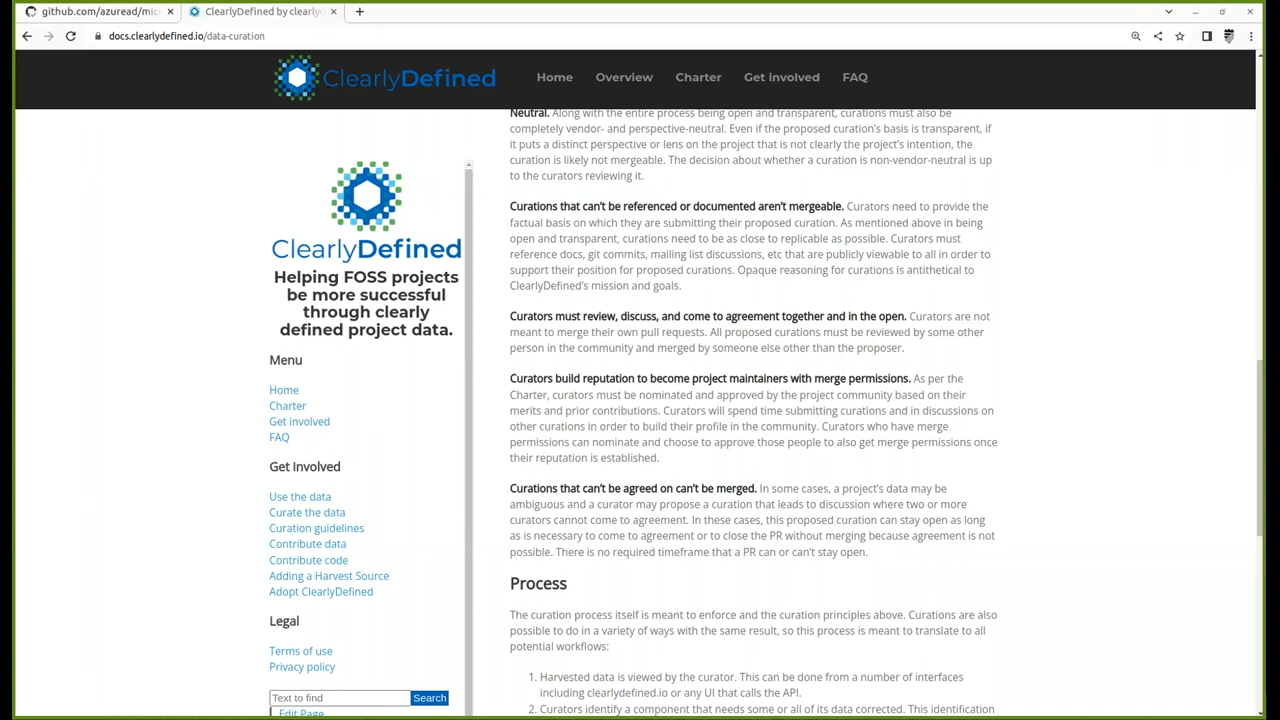 github.com/azuread/mic
ClearlyDefined by clearly
docs.clearlydefined.io/data-curation
ClearlyDefined
Home
Overview
Charter
Get involved
FAQ
ClearlyDefined
Helping FOSS projects
be more successful
through clearly
defined project data.
Menu
Home
Charter
Get involved
FAQ
Get involved
Use the data
Curate the data
Curation guidelines
Contribute data
Contribute code
Adding a Harvest Source
Adopt ClearlyDefined
Legal
Terms of use
Privacy policy
Text to find
Search
Edit Page
Neutral. Along with the entire process being open and transparent, curations must also be
completely vendor- and perspective-neutral. Even if the proposed curation's basis is transparent, if
it puts a distinct perspective or lens on the project that is not clearly the project's intention, the
curation is likely not mergeable. The decision about whether a curation is non-vendor-neutral is up
to the curators reviewing it.
Curations that can't be referenced or documented aren't mergeable. Curators need to provide the
factual basis on which they are submitting their proposed curation. As mentioned above in being
open and transparent, curations need to be as close to replicable as possible. Curators must
reference docs, git commits, mailing list discussions, etc that are publicly viewable to all in order to
support their position for proposed curations. Opaque reasoning for curations is antithetical to
ClearlyDefined's mission and goals.
Curators must review, discuss, and come to agreement together and in the open. Curators are not
meant to merge their own pull requests. All proposed curations must be reviewed by some other
person in the community and merged by someone else other than the proposer.
Curators build reputation to become project maintainers with merge permissions. As per the
Charter, curators must be nominated and approved by the project community based on their
merits and prior contributions. Curators will spend time submitting curations and in discussions on
other curations in order to build their profile in the community. Curators who have merge
permissions can nominate and choose to approve those people to also get merge permissions once
their reputation is established.
Curations that can't be agreed on can't be merged. In some cases, a project's data may be
ambiguous and a curator may propose a curation that leads to discussion where two or more
curators cannot come to agreement. In these cases, this proposed curation can stay open as long
as is necessary to come to agreement or to close the PR without merging because agreement is not
possible. There is no required timeframe that a PR can or can't stay open.
Process
The curation process itself is meant to enforce and the curation principles above. Curations are also
possible to do in a variety of ways with the same result, so this process is meant to translate to all
potential workflows:
1. Harvested data is viewed by the curator. This can be done from a number of interfaces
including clearlydefined.io or any UI that calls the API.
2. Curators identify a component that needs some or all of its data corrected. This identification